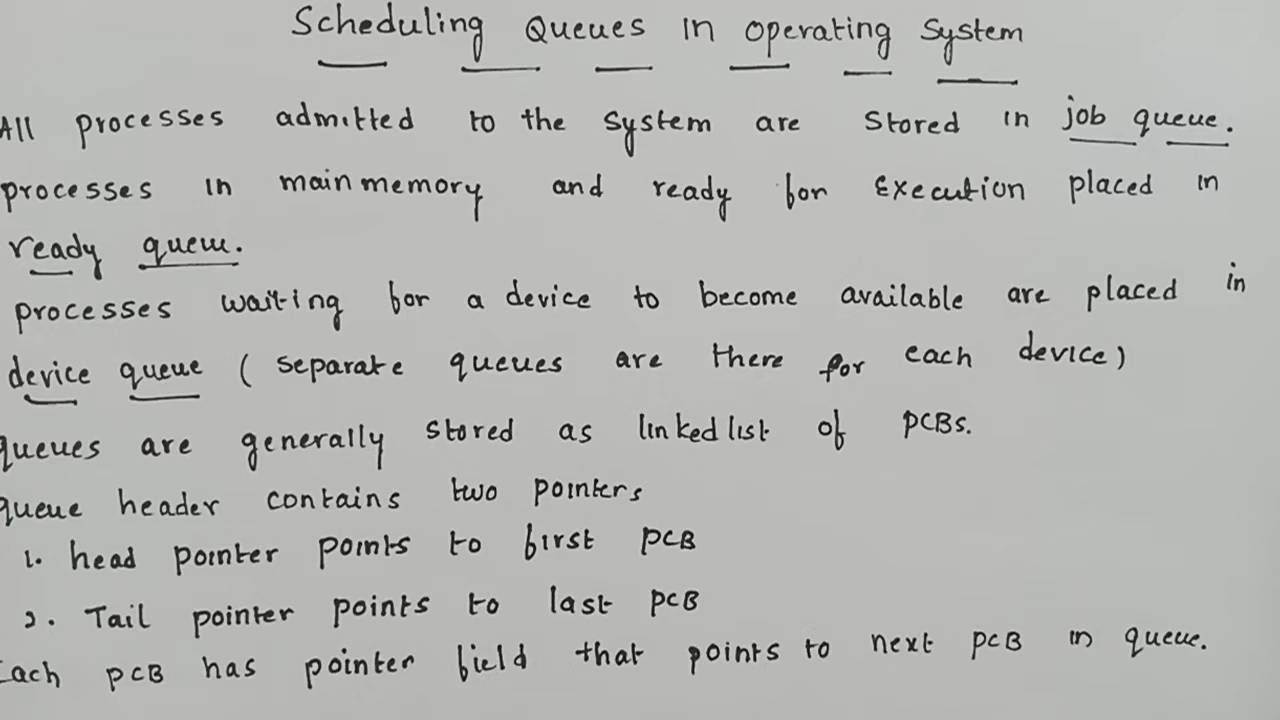 Scheduling Queues in operating System
All processes admitted to the system are stored in job queue.
processes in main memory and ready for execution placed in
ready queue.
processes waiting for a device to become available are placed in
device queue ( separate queues are there for each device)
queues are generally stored as linked list of PCBs.
queue header contains two pointers
1. head pointer points to first PCB
2. Tail pointer points to last PCB
Each PCB has pointer field that points to next PCB in queue.